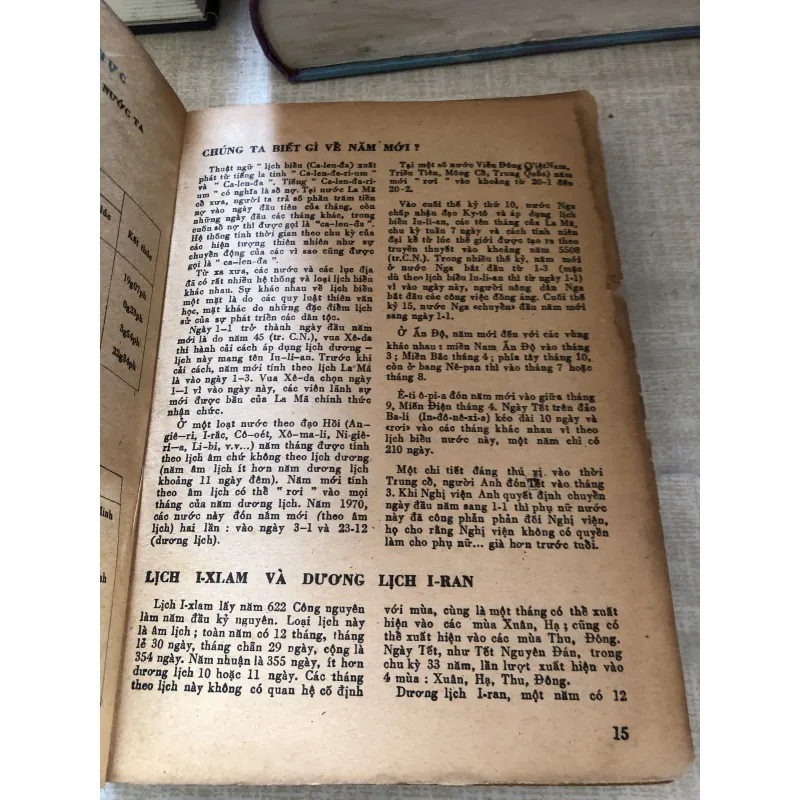 ỨC
NƯỚC TA
Kết thúc
19g07ph
0g23ph
3g54ph
23g34ph
CHÚNG TA BIẾT GÌ VỀ NĂM MỚI ?
Thuật ngữ " lịch biểu (Ca-len-đa) xuất
phát từ tiếng la tinh " Ca-len-da-ri-um "
và " Ca-len-đa ". Tiếng " Ca-len-da-ri-
um " có nghĩa là sổ nợ. Tại nước La Mã
cổ xưa, người ta trả số phần trăm tiền
nợ vào ngày đầu tiên của tháng, còn
những ngày đầu các tháng khác, trong
cuốn sổ nợ thì được gọi là "ca-len-đa ".
Hệ thống tính thời gian theo chu kỳ của
các hiện tượng thiên nhiên như sự
chuyển động của các vì sao cũng được
gọi là " ca-len-đa ".
Từ xa xưa, các nước và các lục địa
đã có rất nhiều hệ thống và loại lịch biểu
khác nhau. Sự khác nhau về lịch biểu
một mặt là do các quy luật thiên văn
học, mặt khác do những đặc điểm lịch
sử của sự phát triển các dân tộc.
Ngày 1–1 trở thành ngày đầu năm
mới là do năm 45 (tr. C.N.), vua Xê-da
thi hành cải cách áp dụng lịch dương –
lịch này mang tên Iu–li–an. Trước khi
cải cách, năm mới tính theo lịch La Mã
là vào ngày 1–3. Vua Xê-da chọn ngày
1–1 vì vào ngày này, các viên lãnh sự
mới được bầu của La Mã chính thức
nhận chức.
Ở một loạt nước theo đạo Hồi (An-
giê–ri, I-rắc, Cô-oét, Xô-ma-li, Ni-giê-
ri–a, Li-bi, v.v...) năm tháng được tính
theo lịch âm chứ không theo lịch dương
(năm âm lịch ít hơn năm dương lịch
khoảng 11 ngày đêm). Năm mới tính
theo âm lịch có thể " rơi " vào mọi
tháng của năm dương lịch. Năm 1970,
các nước này đón năm mới (theo âm
lịch) hai lần : vào ngày 3–1 và 23-12
(dương lịch).
Tại một số nước Viễn Đông (ViệtNam,
Triều Tiên, Mông Cổ, Trung Quốc) năm
mới " rơi " vào khoảng từ 20–1 đến
20–2.
Vào cuối thế kỷ thứ 10, nước Nga
chấp nhận đạo Ky-tô và áp dụng lịch
biểu Iu-li-an, các tên tháng của La Mã,
chu kỳ tuần 7 ngày và cách tính niên
đại kể từ lúc thế giới được tạo ra theo
truyền thuyết vào khoảng năm 5508
(tr.C.N.). Trong nhiều thế kỷ, năm mới
ở nước Nga bắt đầu từ 1-3 (mặc
dù theo lịch biểu Iu-li-an thì từ ngày 1-1)
vì vào ngày này, người nông dân Nga
bắt đầu các công việc đồng áng. Cuối thế
kỷ 15, nước Nga «chuyển» đầu năm mới
sang ngày 1-1.
Ở Ấn Độ, năm mới đến với các vùng
khác nhau : miền Nam Ấn Độ vào tháng
3 ; Miền Bắc tháng 4 ; phía tây tháng 10,
còn ở bang Nê-pan thì vào tháng 7 hoặc
tháng 8.
Ê-ti ô-pi-a đón năm mới vào giữa tháng
9, Miến Điện tháng 4. Ngày Tết trên đảo
Ba-li (In-đô-nê-xi-a) kéo dài 10 ngày và
«rơi» vào các tháng khác nhau vì theo
lịch biểu nước này, một năm chỉ có
210 ngày.
Một chi tiết đáng thú vị vào thời
Trung cổ, người Anh đón Tết vào tháng
3. Khi Nghị viện Anh quyết định chuyển
ngày đầu năm sang 1-1 thì phụ nữ nước
này đã công phẫn phản đối Nghị viện,
họ cho rằng Nghị viện không có quyền
làm cho phụ nữ... già hơn trước tuổi.
LỊCH I-XLAM VÀ DƯƠNG LỊCH I-RAN
Lịch I-xlam lấy năm 622 Công nguyên
làm năm đầu kỷ nguyên. Loại lịch này
là âm lịch ; toàn năm có 12 tháng, tháng
lẻ 30 ngày, tháng chẵn 29 ngày, cộng là
354 ngày. Năm nhuận là 355 ngày, ít hơn
dương lịch 10 hoặc 11 ngày. Các tháng
theo lịch này không có quan hệ cố định
với mùa, cùng là một tháng có thể xuất
hiện vào các mùa Xuân, Hạ ; cũng có
thể xuất hiện vào các mùa Thu, Đông.
Ngày Tết, như Tết Nguyên Đán, trong
chu kỳ 33 năm, lần lượt xuất hiện vào
4 mùa : Xuân, Hạ, Thu, Đông.
Dương lịch I-ran, một năm có 12
15